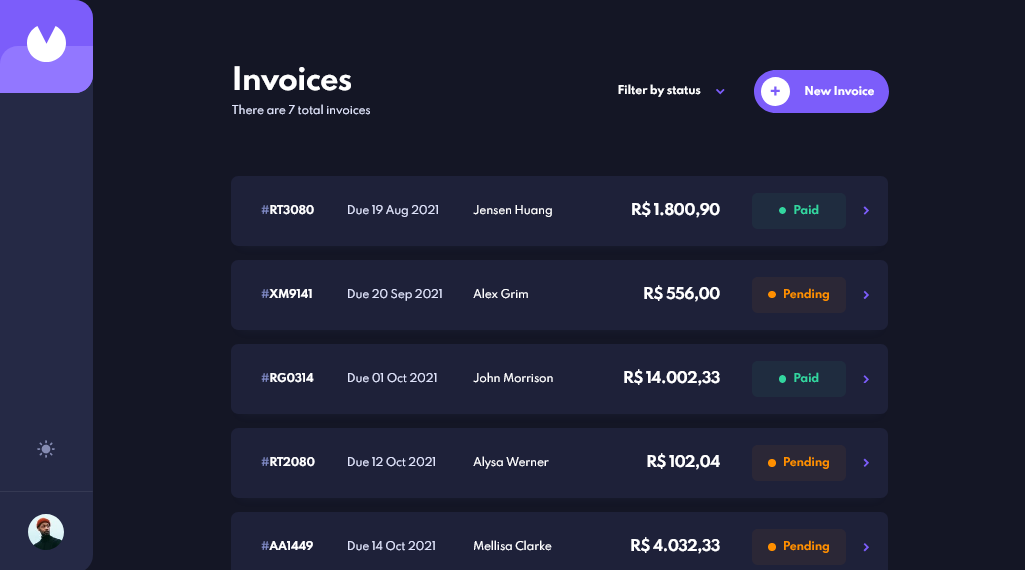 Invoices
There are 7 total invoices
Filter by status
+ New Invoice
#RT3080 Due 19 Aug 2021 Jensen Huang R$ 1.800,90 Paid
#XM9141 Due 20 Sep 2021 Alex Grim R$ 556,00 Pending
#RG0314 Due 01 Oct 2021 John Morrison R$ 14.002,33 Paid
#RT2080 Due 12 Oct 2021 Alysa Werner R$ 102,04 Pending
#AA1449 Due 14 Oct 2021 Mellisa Clarke R$ 4.032,33 Pending